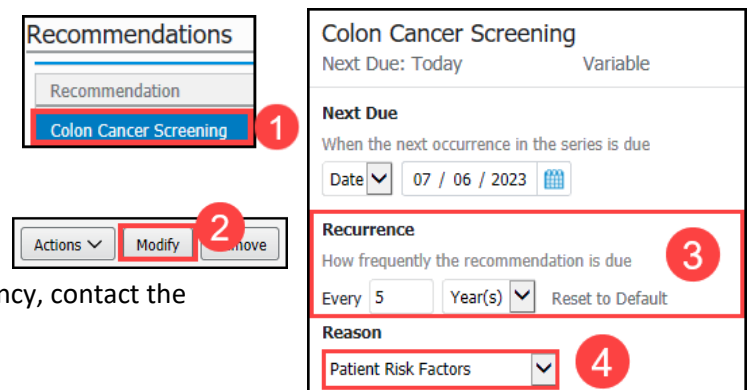 Recommendations
Recommendation
Colon Cancer Screening
1
2
Actions Modify
contact the
Colon Cancer Screening
Next Due: Today Variable
Next Due
When the next occurrence in the series is due
Date 07 / 06 / 2023
Recurrence
How frequently the recommendation is due
3
Every 5 Year(s) Reset to Default
Reason
Patient Risk Factors
4